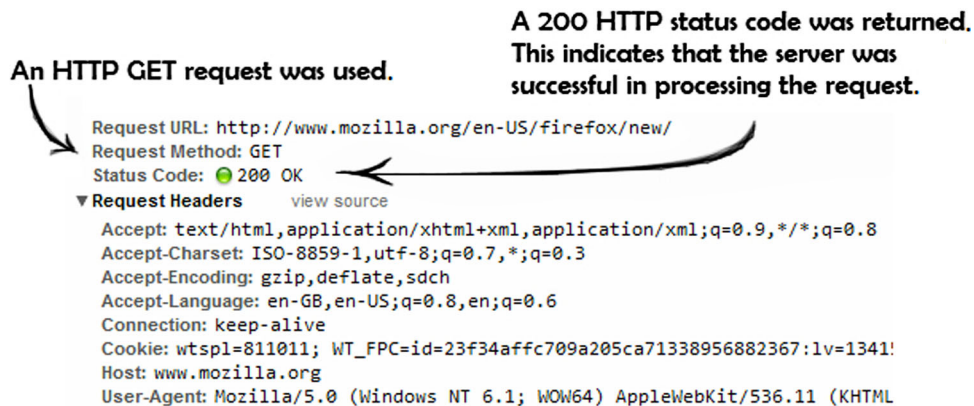 A 200 HTTP status code was returned.
This indicates that the server was
successful in processing the request.
An HTTP GET request was used.
Request URL: http://www.mozilla.org/en-US/firefox/new/
Request Method: GET
Status Code: 200 OK
▼Request Headers view source
Accept: text/html,application/xhtml+xml,application/xml;q=0.9,*/*;q=0.8
Accept-Charset: ISO-8859-1,utf-8;q=0.7,*;q=0.3
Accept-Encoding: gzip,deflate,sdch
Accept-Language: en-GB,en-US;q=0.8,en;q=0.6
Connection: keep-alive
Cookie: wtspl=811011; WT_FPC=id=23f34affc709a205ca71338956882367:lv=1341
Host: www.mozilla.org
User-Agent: Mozilla/5.0 (Windows NT 6.1; WOW64) AppleWebKit/536.11 (KHTML